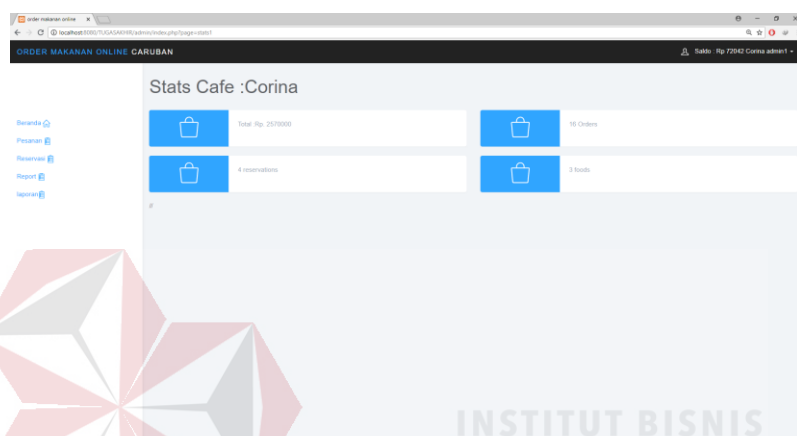 order makanan online
localhost:8080/TUGASAKHIR/admin/index.php?page=stats1
ORDER MAKANAN ONLINE CARUBAN
Saldo : Rp 72042 Corina admin1
Stats Cafe :Corina
Beranda
Pesanan
Reservasi
Report
laporan
Total :Rp. 2570000
16 Orders
4 reservations
3 foods
#
INSTITUT BISNIS